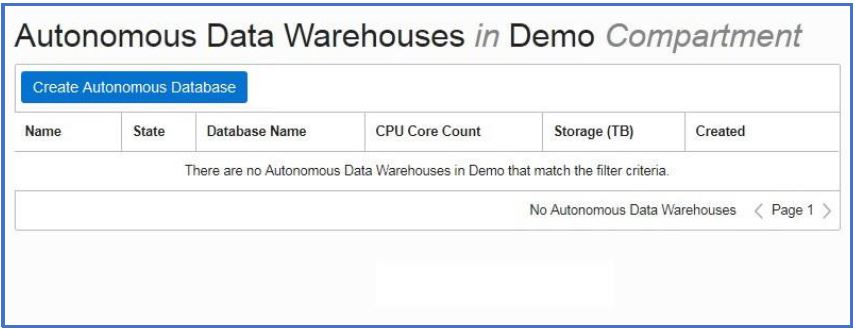 Autonomous Data Warehouses in Demo Compartment
Create Autonomous Database
Name State Database Name CPU Core Count Storage (TB) Created
There are no Autonomous Data Warehouses in Demo that match the filter criteria.
No Autonomous Data Warehouses < Page 1 >